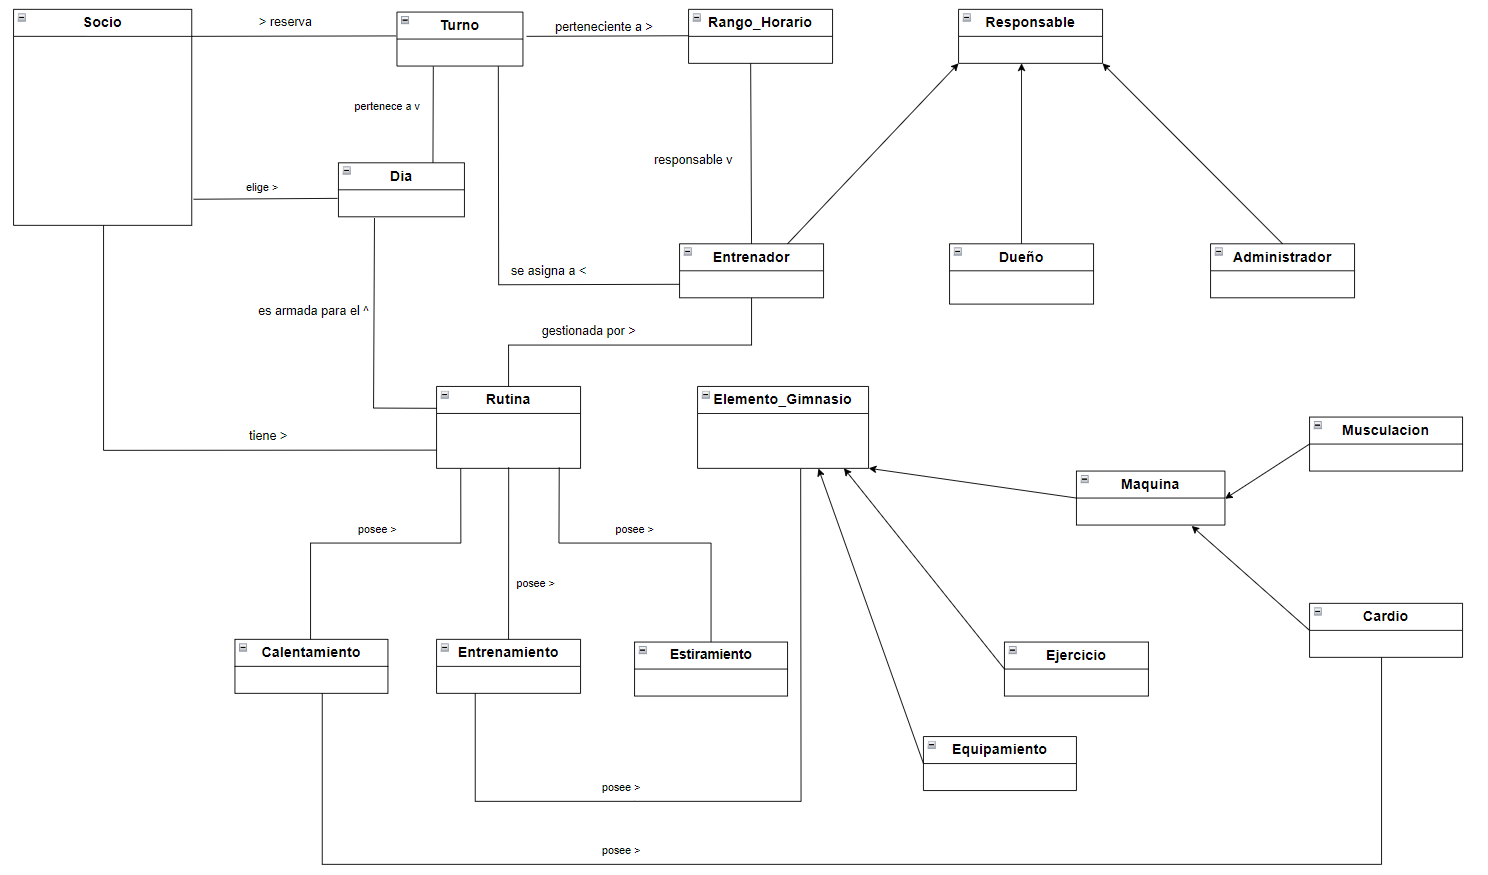 Socio
> reserva
Turno
perteneciente a >
Rango_Horario
Responsable
pertenece a v
responsable v
Dia
elige >
se asigna a <
Entrenador
Dueño
Administrador
es armada para el ^
gestionada por >
Rutina
Elemento_Gimnasio
tiene >
Musculacion
Maquina
posee >
posee >
posee >
Cardio
Calentamiento
Entrenamiento
Estiramiento
Ejercicio
Equipamiento
posee >
posee >